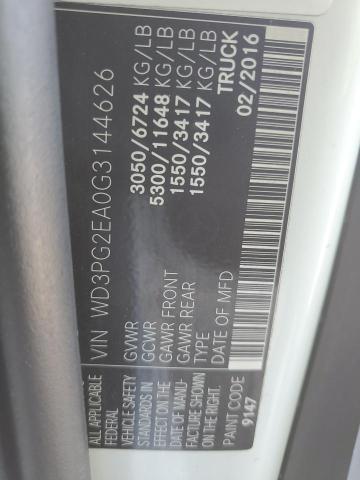 VIN WD3PG2EA0G3144626
GVWR 3050/6724 KG/LB
GCWR 5300/11648 KG/LB
GAWR FRONT 1550/3417 KG/LB
GAWR REAR 1550/3417 KG/LB
TYPE TRUCK
DATE OF MFD 02/2016
ALL APPLICABLE
FEDERAL
VEHICLE SAFETY
STANDARDS IN
EFFECT ON THE
DATE OF MANU-
FACTURE SHOWN
ON THE RIGHT.
PAINT CODE
9147